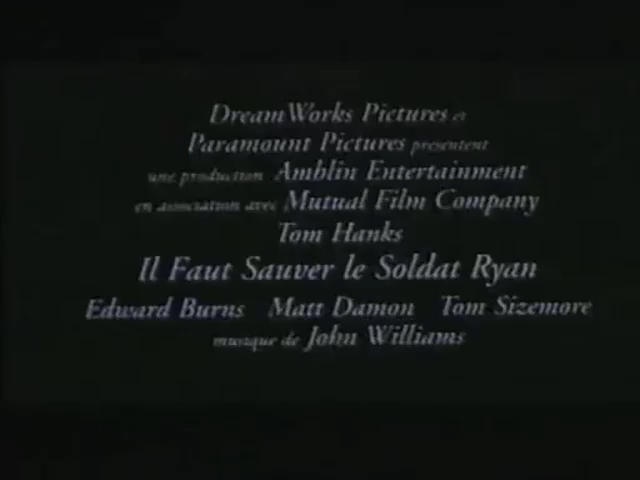 DreamWorks Pictures et
Paramount Pictures présentent
une production Amblin Entertainment
en association avec Mutual Film Company
Tom Hanks
Il Faut Sauver le Soldat Ryan
Edward Burns Matt Damon Tom Sizemore
musique de John Williams